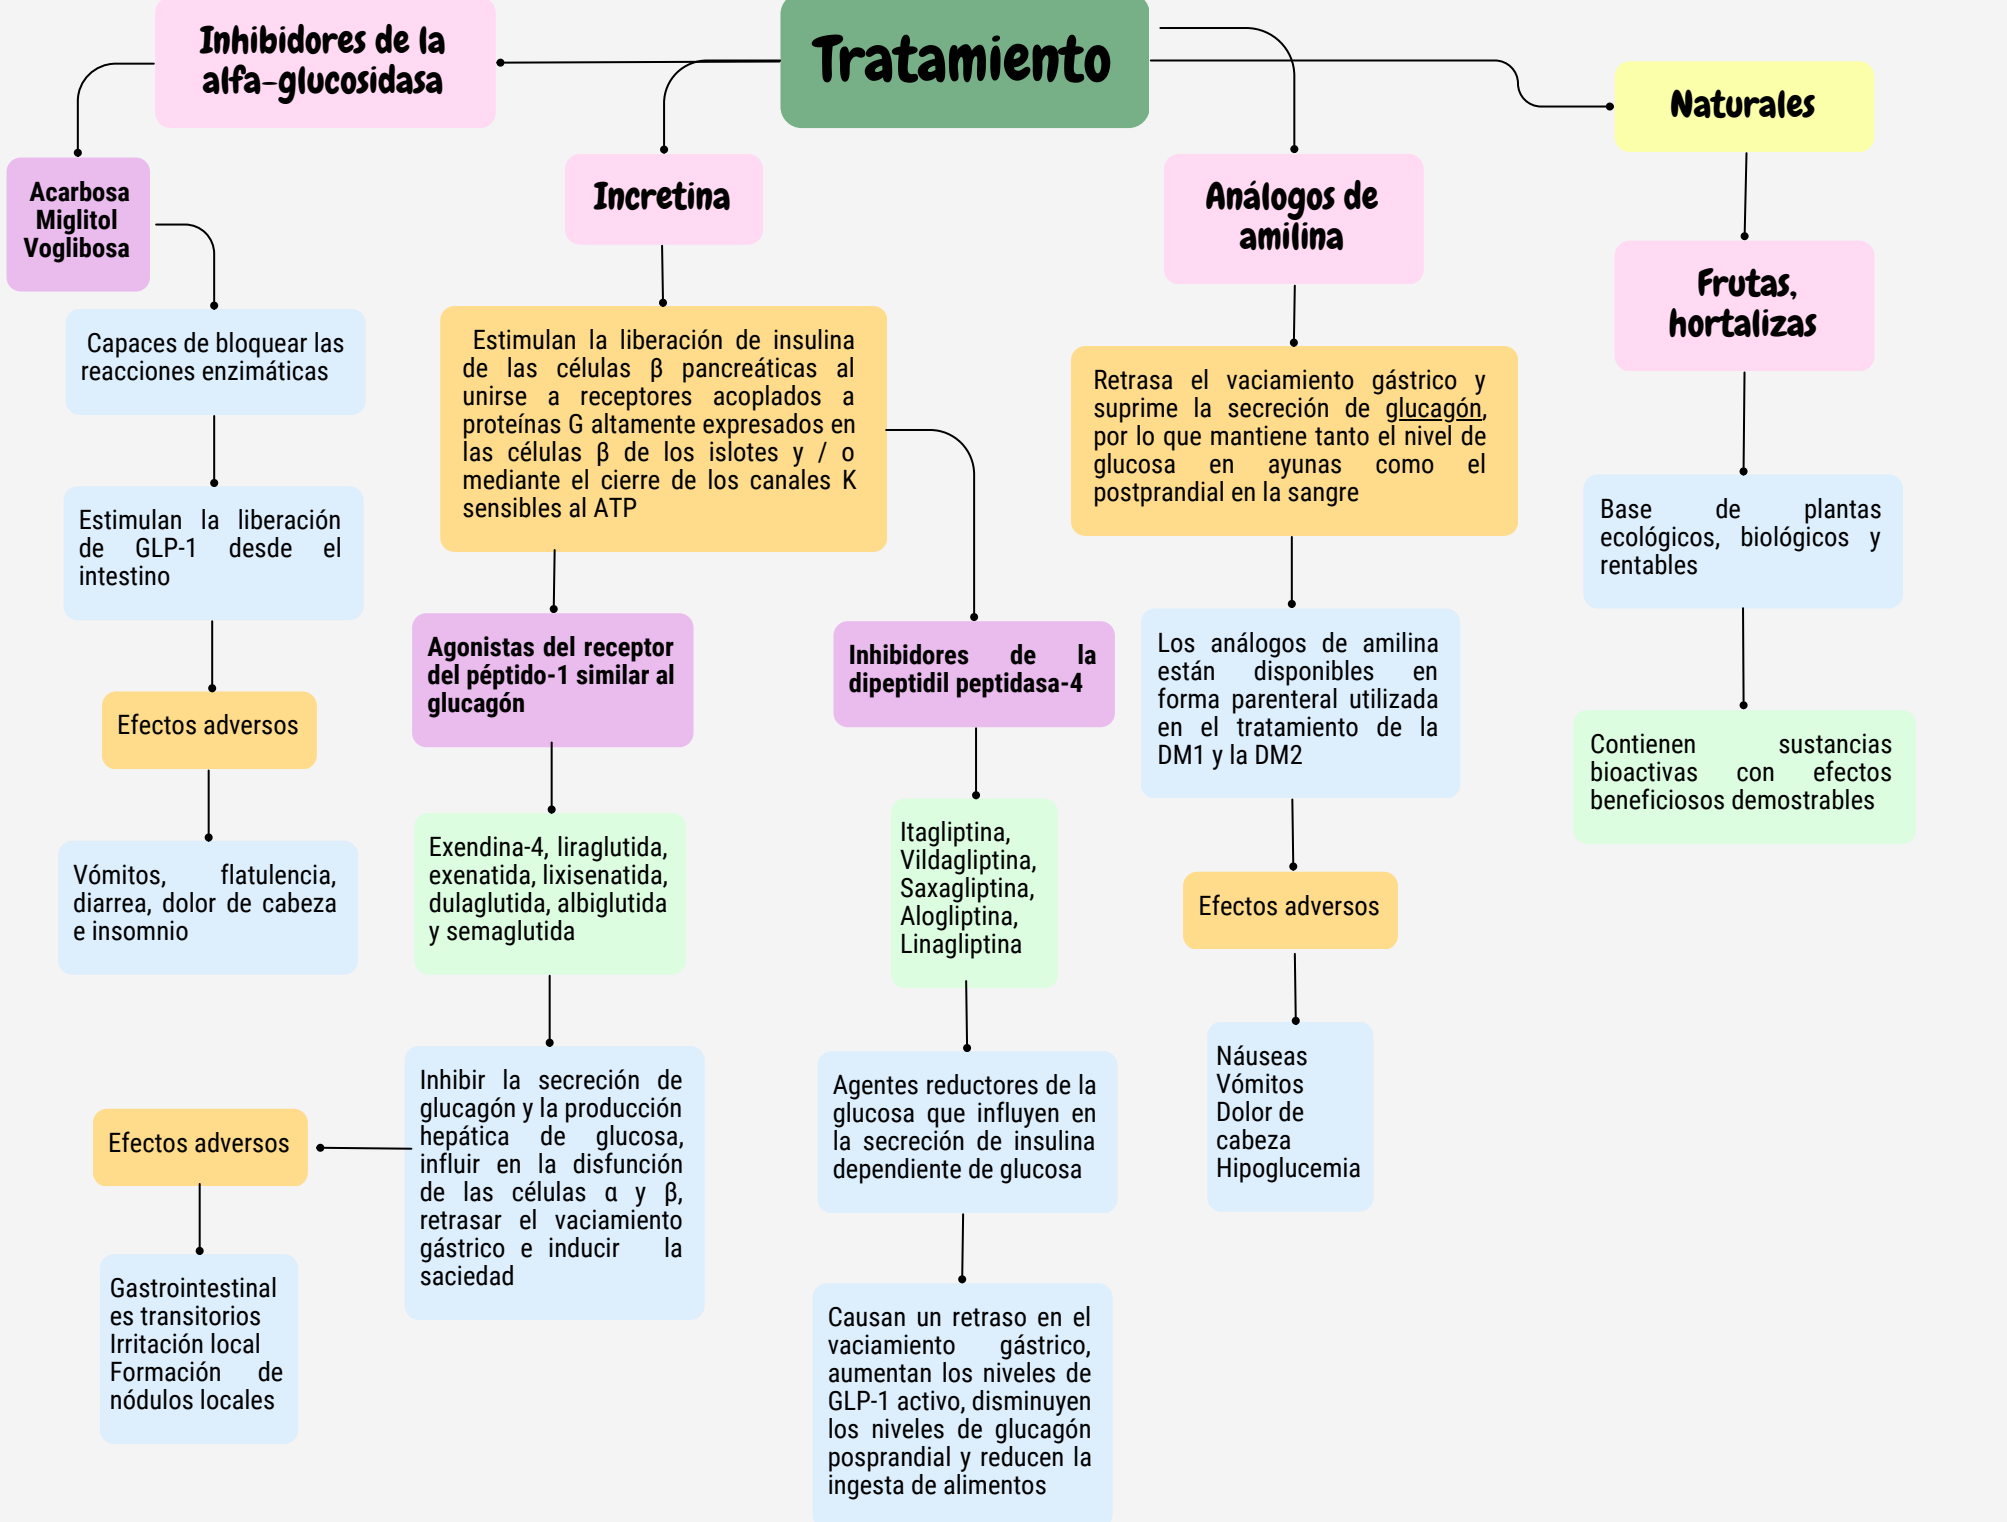 Tratamiento
Inhibidores de la
alfa-glucosidasa
Acarbosa
Miglitol
Voglibosa
Capaces de bloquear las
reacciones enzimáticas
Estimulan la liberación
de GLP-1 desde el
intestino
Efectos adversos
Vómitos, flatulencia,
diarrea, dolor de cabeza
e insomnio
Incretina
Estimulan la liberación de insulina
de las células β pancreáticas al
unirse a receptores acoplados a
proteínas G altamente expresados en
las células β de los islotes y / o
mediante el cierre de los canales K
sensibles al ATP
Agonistas del receptor
del péptido-1 similar al
glucagón
Exendina-4, liraglutida,
exenatida, lixisenatida,
dulaglutida, albiglutida
y semaglutida
Inhibir la secreción de
glucagón y la producción
hepática de glucosa,
influir en la disfunción
de las células α y β,
retrasar el vaciamiento
gástrico e inducir la
saciedad
Efectos adversos
Gastrointestinal
es transitorios
Irritación local
Formación de
nódulos locales
Inhibidores de la
dipeptidil peptidasa-4
Itagliptina,
Vildagliptina,
Saxagliptina,
Alogliptina,
Linagliptina
Agentes reductores de la
glucosa que influyen en
la secreción de insulina
dependiente de glucosa
Causan un retraso en el
vaciamiento gástrico,
aumentan los niveles de
GLP-1 activo, disminuyen
los niveles de glucagón
posprandial y reducen la
ingesta de alimentos
Análogos de
amilina
Retrasa el vaciamiento gástrico y
suprime la secreción de glucagón,
por lo que mantiene tanto el nivel de
glucosa en ayunas como el
postprandial en la sangre
Los análogos de amilina
están disponibles en
forma parenteral utilizada
en el tratamiento de la
DM1 y la DM2
Efectos adversos
Náuseas
Vómitos
Dolor de
cabeza
Hipoglucemia
Naturales
Frutas,
hortalizas
Base de plantas
ecológicos, biológicos y
rentables
Contienen sustancias
bioactivas con efectos
beneficiosos demostrables